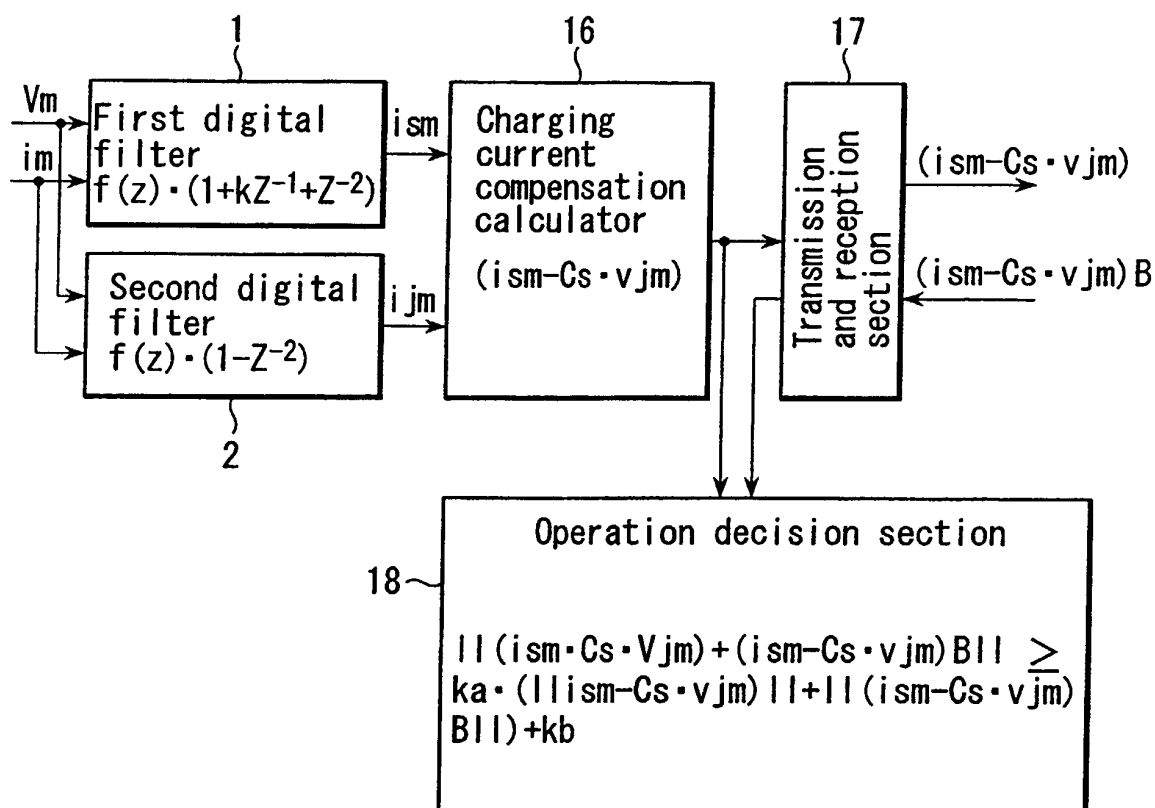 1
16
17
Vm
im
First digital
filter
f(z)·(1+kZ⁻¹+Z⁻²)
ism
Charging
current
compensation
calculator
(ism-Cs·vjm)
Transmission
and reception
section
(ism-Cs·vjm)
(ism-Cs·vjm)B
Second digital
filter
f(z)·(1-Z⁻²)
ijm
2
Operation decision section
18
||(ism·Cs·Vjm)+(ism-Cs·vjm)B|| ≥
ka·(||ism-Cs·vjm)||+||(ism-Cs·vjm)
B||)+kb